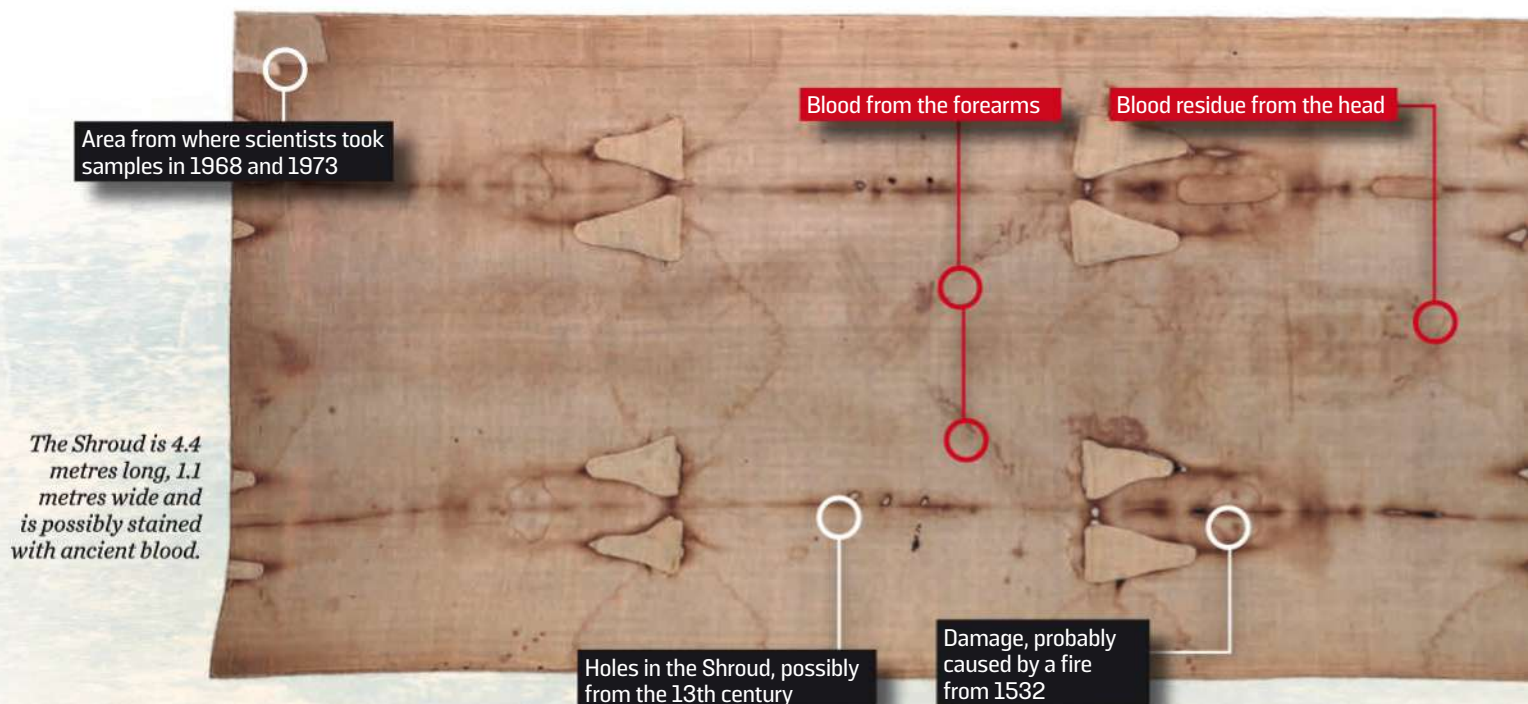 Blood from the forearms
Blood residue from the head
Area from where scientists took
samples in 1968 and 1973
The Shroud is 4.4
metres long, 1.1
metres wide and
is possibly stained
with ancient blood.
Holes in the Shroud, possibly
from the 13th century
Damage, probably
caused by a fire
from 1532